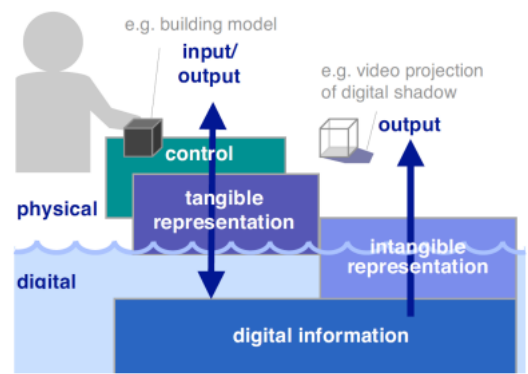 e.g. building model
input/
output
e.g. video projection
of digital shadow
output
control
tangible
representation
physical
intangible
representation
digital
digital information